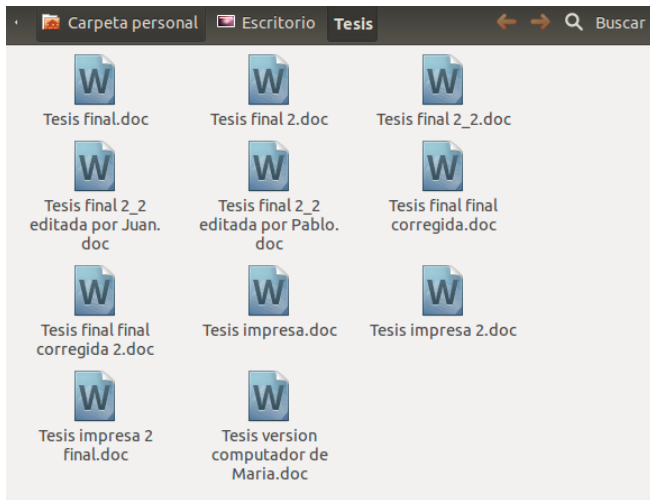 Carpeta personal Escritorio Tesis Buscar
Tesis final.doc Tesis final 2.doc Tesis final 2_2.doc
Tesis final 2_2
editada por Juan.
doc
Tesis final 2_2
editada por Pablo.
doc
Tesis final final
corregida.doc
Tesis final final
corregida 2.doc
Tesis impresa.doc
Tesis impresa 2.doc
Tesis impresa 2
final.doc
Tesis version
computador de
Maria.doc